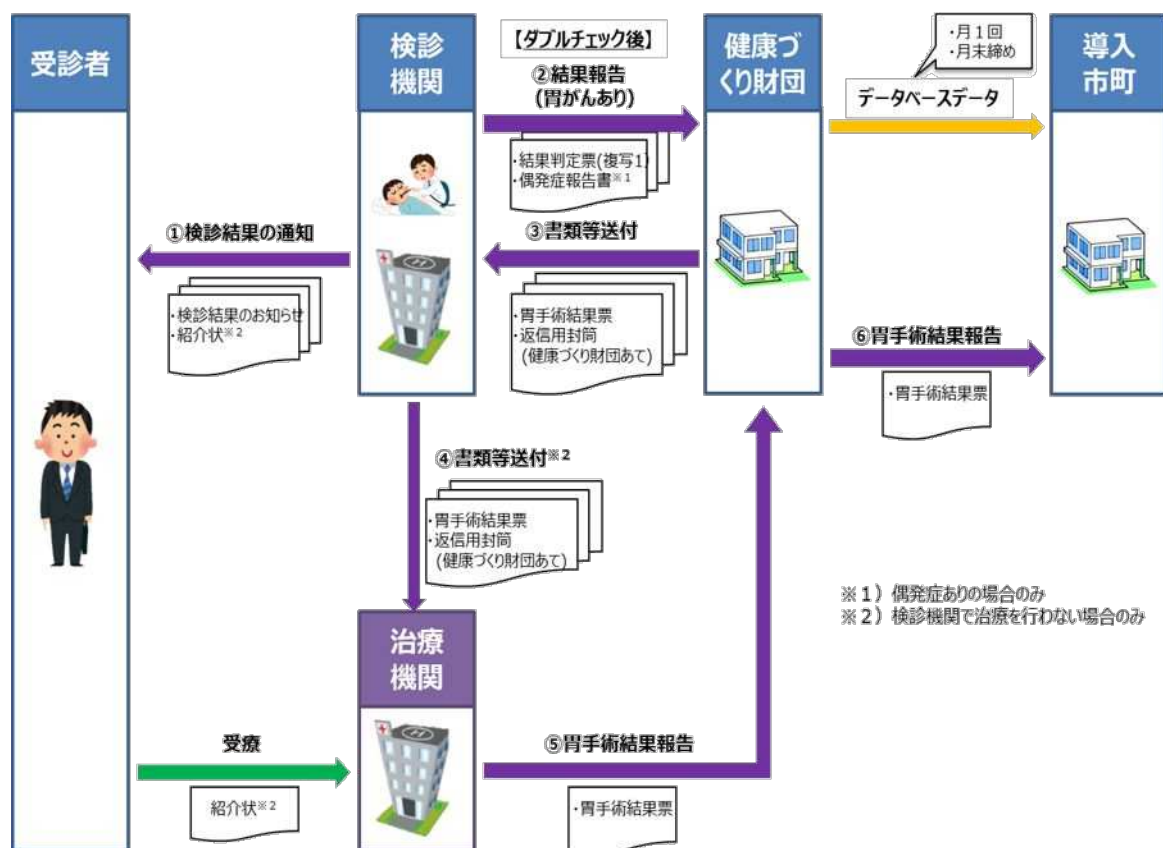 受診者
検診
機関
【ダブルチェック後】
②結果報告
(胃がんあり)
・結果判定票(複写1)
・偶発症報告書※1
健康づ
くり財団
・月１回
・月末締め
データベースデータ
導入
市町
①検診結果の通知
・検診結果のお知らせ
・紹介状※2
③書類等送付
・胃手術結果票
・返信用封筒
(健康づくり財団あて)
⑥胃手術結果報告
・胃手術結果票
④書類等送付※2
・胃手術結果票
・返信用封筒
(健康づくり財団あて)
※１）偶発症ありの場合のみ
※２）検診機関で治療を行わない場合のみ
治療
機関
受療
紹介状※2
⑤胃手術結果報告
・胃手術結果票